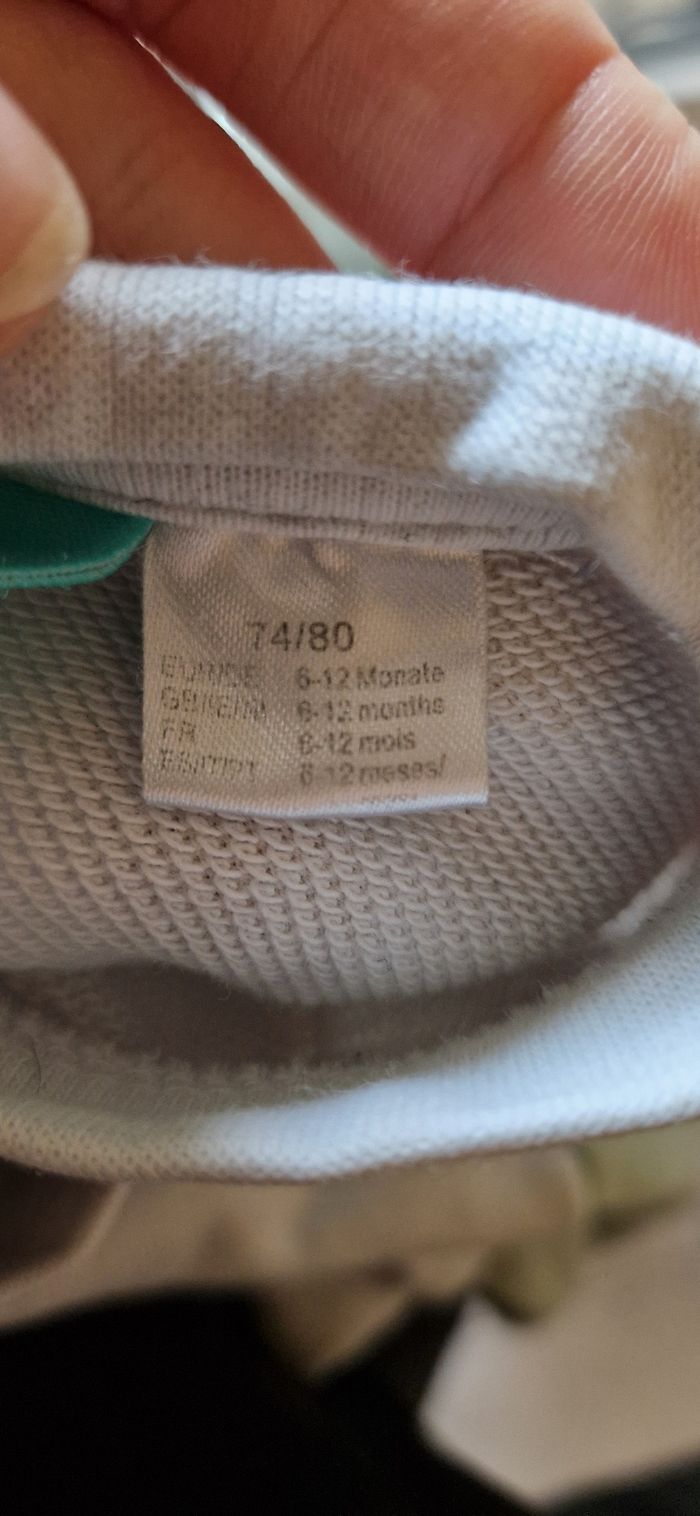 74/80
6-12 Monate
6-12 months
FR 6-12 mois
6-12 meses/